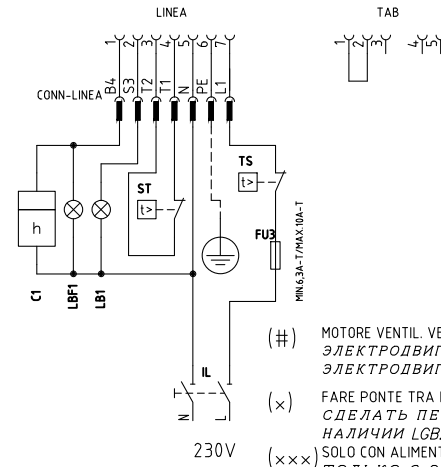 LINEA
TAB
1 2 3 4 5 6 7
1 2 3 4 5
CONN-LINEA
B4 S3 T2 T1 N PE L1
TS
ST
t>
t>
h
FU3
MIN.6,3A-T/MAX.10A-T
C1
LBF1
LB1
IL
N L
230V
(#) MOTORE VENTIL. VE
ЭЛЕКТРОДВИГ
ЭЛЕКТРОДВИГ
(×) FARE PONTE TRA
СДЕЛАТЬ ПЕ
НАЛИЧИИ LGB
(×××) SOLO CON ALIMENT